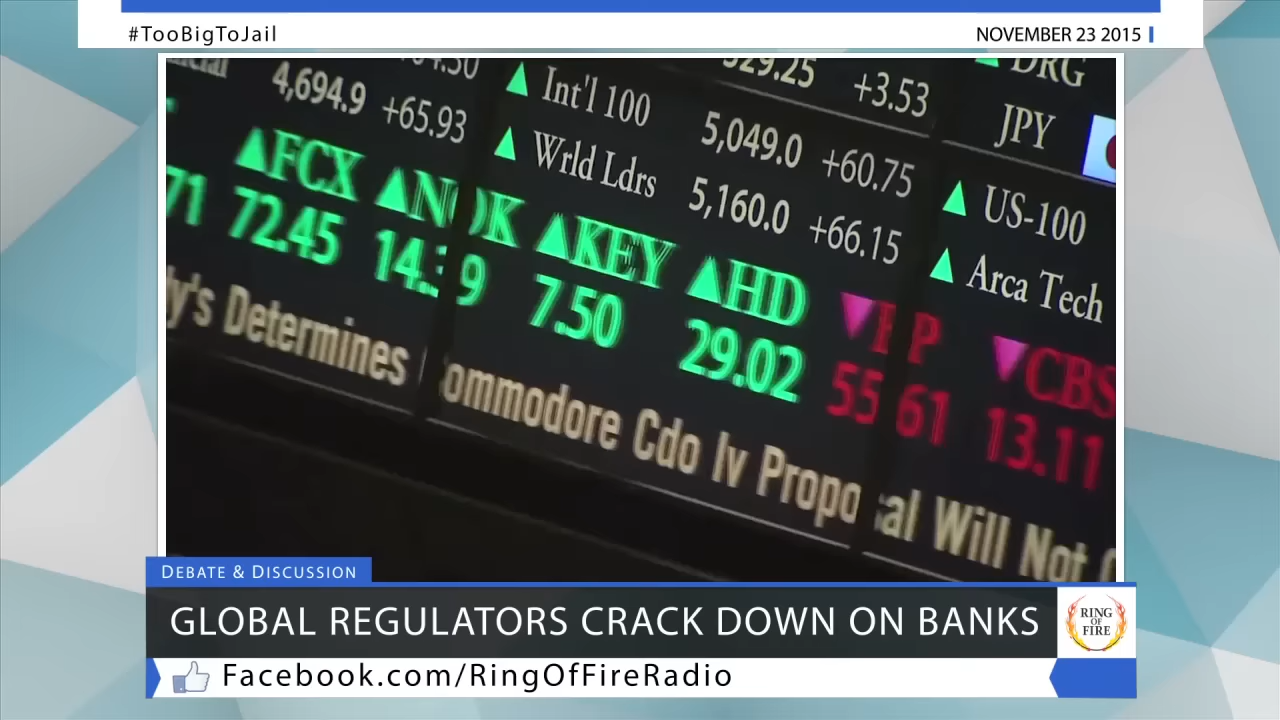 #TooBigToJail
NOVEMBER 23 2015
4,694.9 +65.93
Int'l 100 5,049.0 +60.75
Wrld Ldrs 5,160.0 +66.15
+3.53
DRG
JPY
US-100
Arca Tech
FCX KEY HD CBS
72.45 7.50 29.02 13.11
Determines Cdo Iv Will Not
DEBATE & DISCUSSION
GLOBAL REGULATORS CRACK DOWN ON BANKS
RING
OF
FIRE
Facebook.com/RingOfFireRadio